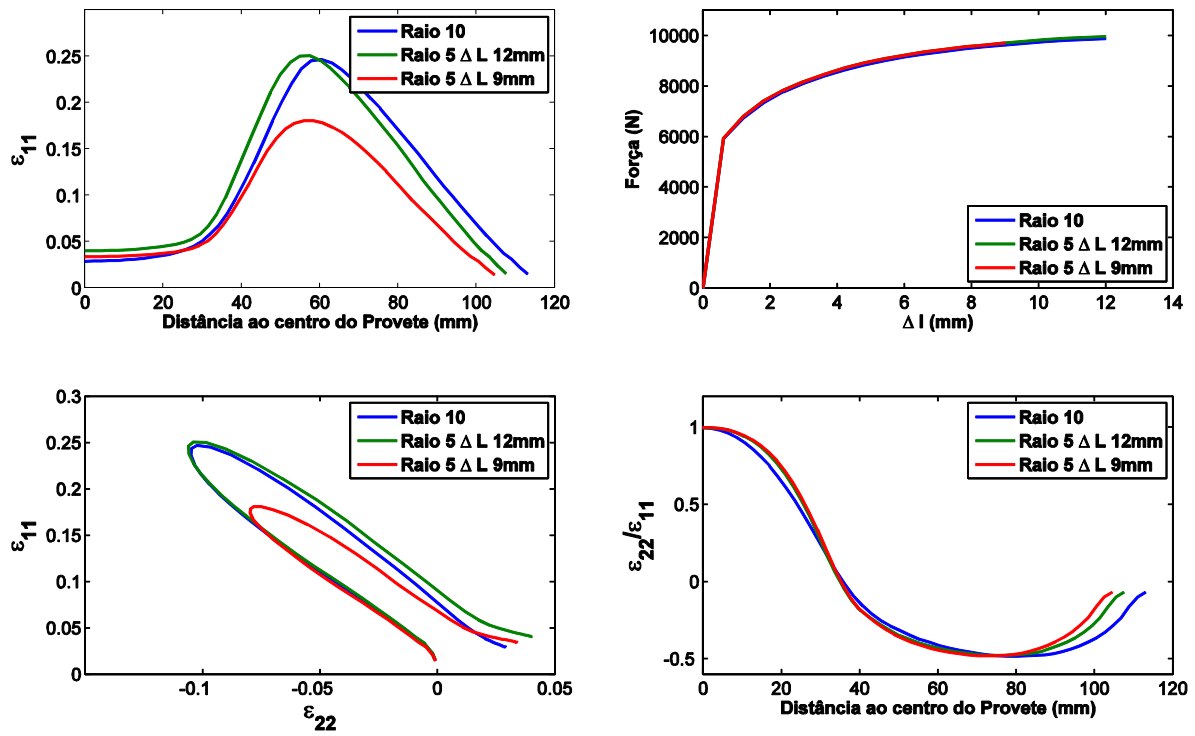 0.25
0.2
0.15
0.1
0.05
0
ε11
0 20 40 60 80 100 120
Distância ao centro do Provete (mm)
Raio 10
Raio 5 Δ L 12mm
Raio 5 Δ L 9mm
10000
8000
6000
4000
2000
0
Força (N)
0 2 4 6 8 10 12 14
Δ l (mm)
Raio 10
Raio 5 Δ L 12mm
Raio 5 Δ L 9mm
0.3
0.25
0.2
0.15
0.1
0.05
0
ε11
-0.1 -0.05 0 0.05
ε22
Raio 10
Raio 5 Δ L 12mm
Raio 5 Δ L 9mm
1
0.5
0
-0.5
ε22/ε11
0 20 40 60 80 100 120
Distância ao centro do Provete (mm)
Raio 10
Raio 5 Δ L 12mm
Raio 5 Δ L 9mm